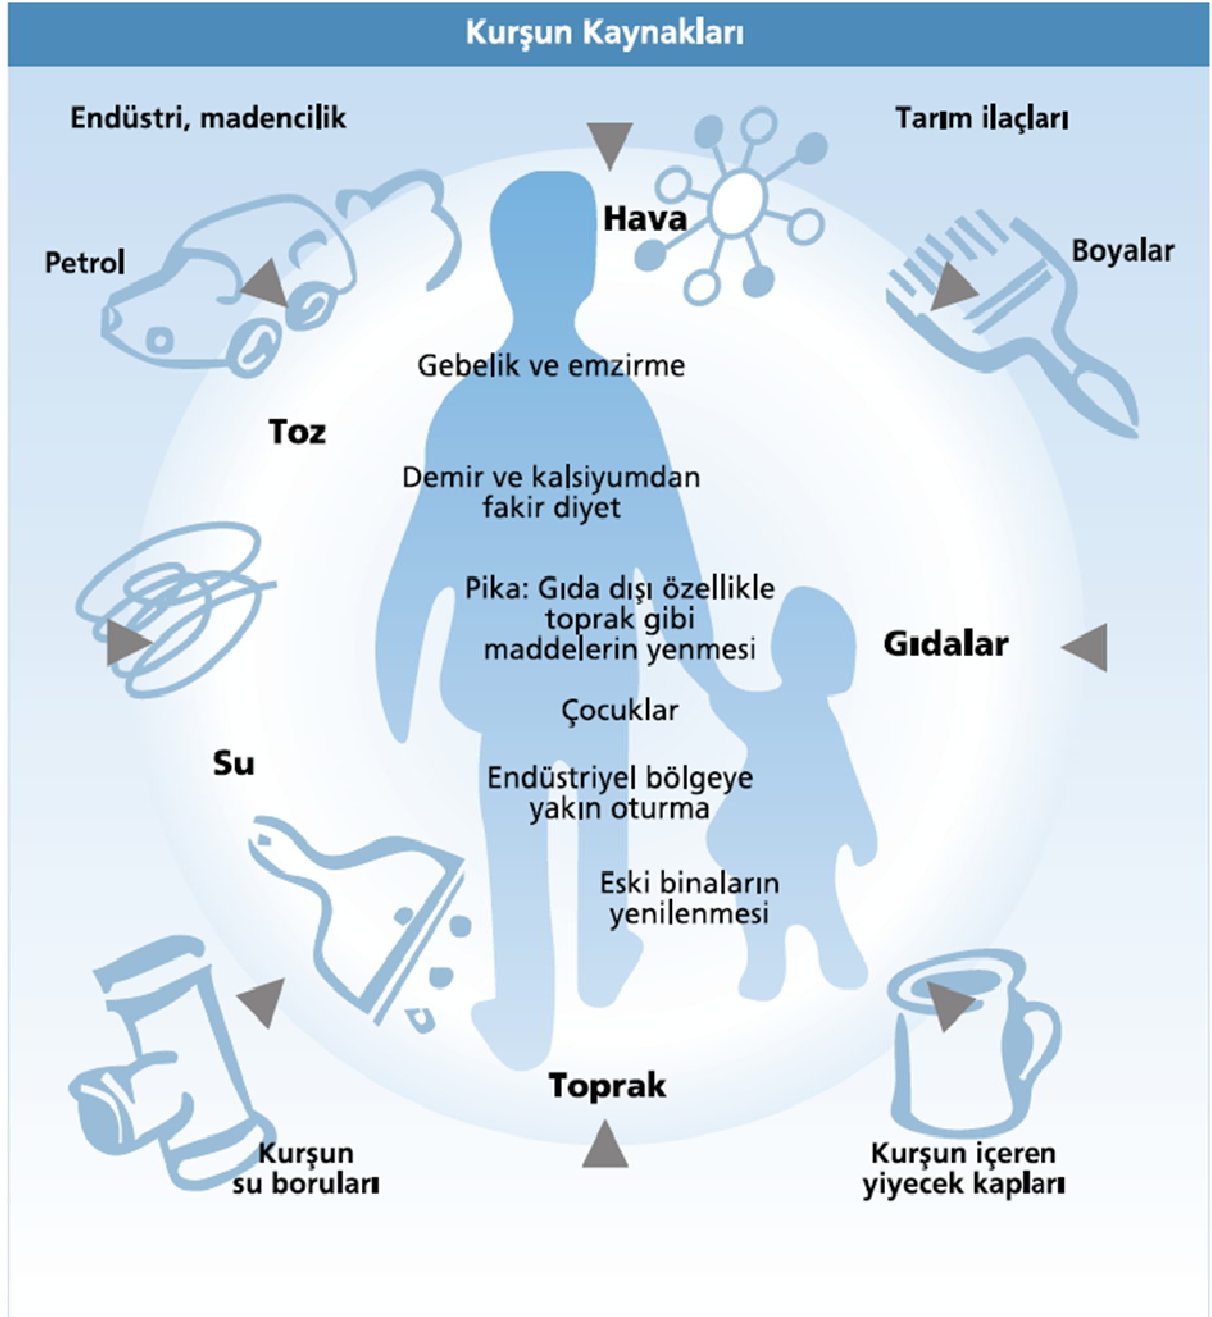 Kurşun Kaynakları
Endüstri, madencilik
Tarım ilaçları
Hava
Petrol
Boyalar
Gebelik ve emzirme
Toz
Demir ve kalsiyumdan
fakir diyet
Pika: Gıda dışı özellikle
toprak gibi
maddelerin yenmesi
Gıdalar
Çocuklar
Su
Endüstriyel bölgeye
yakın oturma
Eski binaların
yenilenmesi
Toprak
Kurşun
su boruları
Kurşun içeren
yiyecek kapları